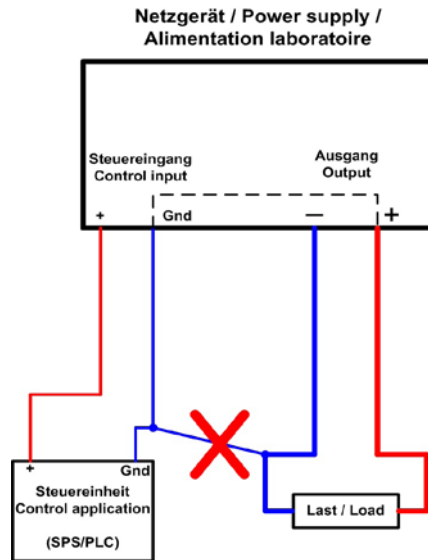 Netzgerät / Power supply /
Alimentation laboratoire
Steuereingang
Control input
Ausgang
Output
+ Gnd — +
+ Gnd
Steuereinheit
Control application
(SPS/PLC)
Last / Load